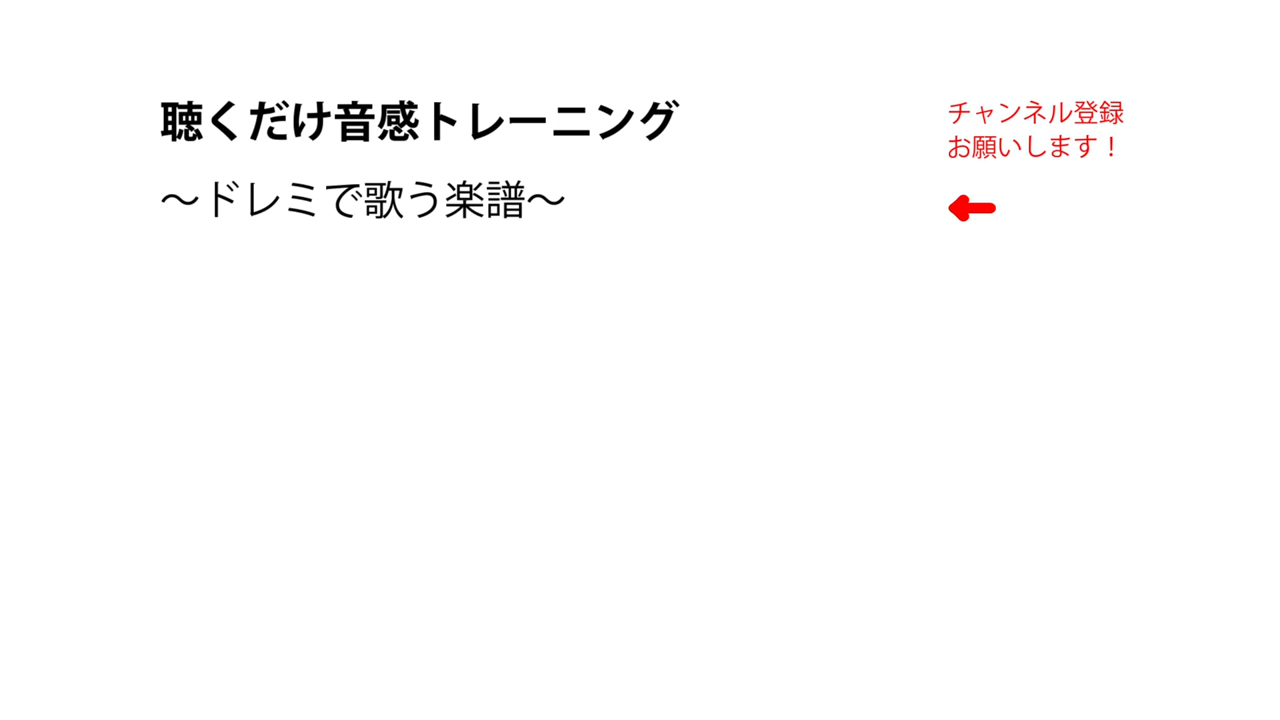 聴くだけ音感トレーニング
～ドレミで歌う楽譜～
チャンネル登録
お願いします！